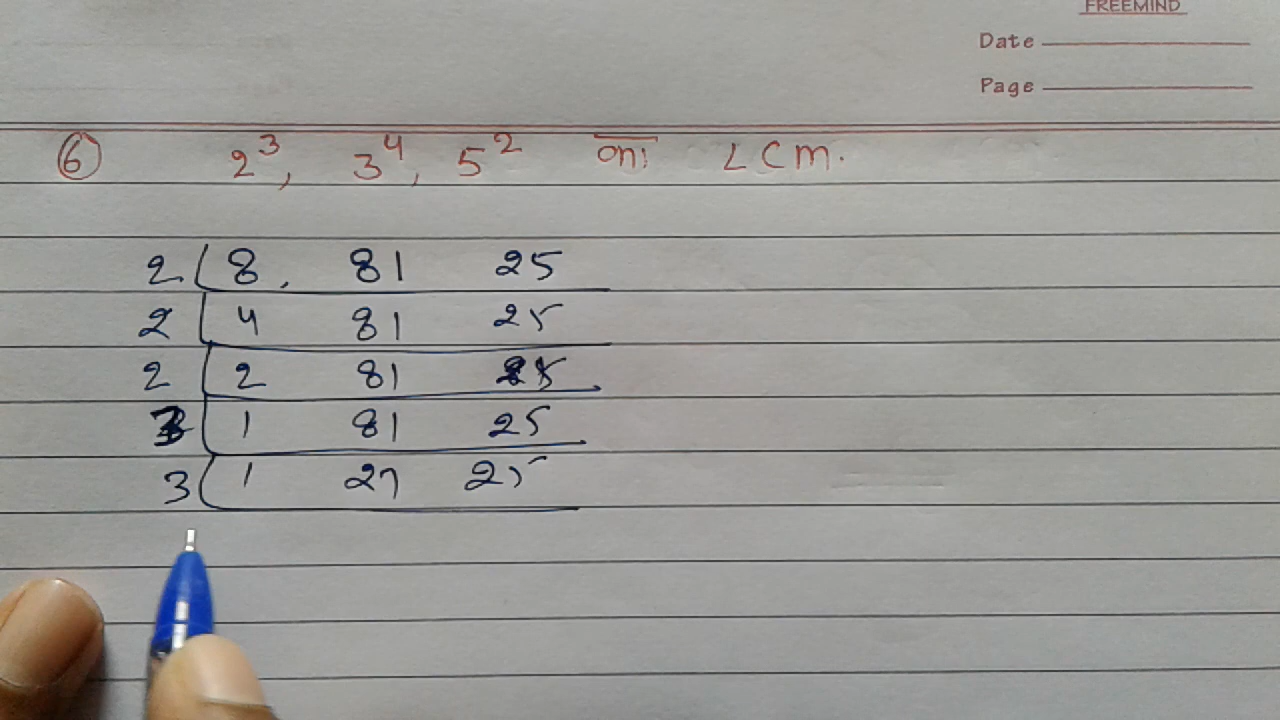 FREEMIND
Date
Page
⑥ 2³, 3⁴, 5² LCM.
2 8, 81 25
2 4 81 25
2 2 81 25
3 1 81 25
3 1 27 25